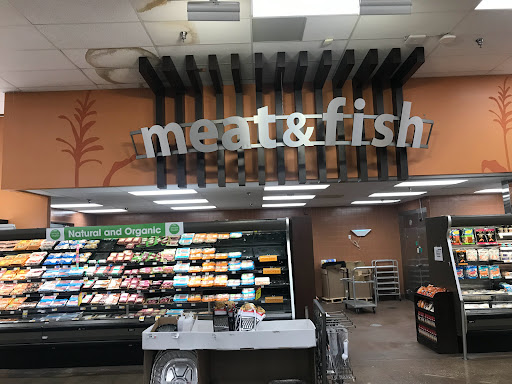 meat&fish
Natural and Organic